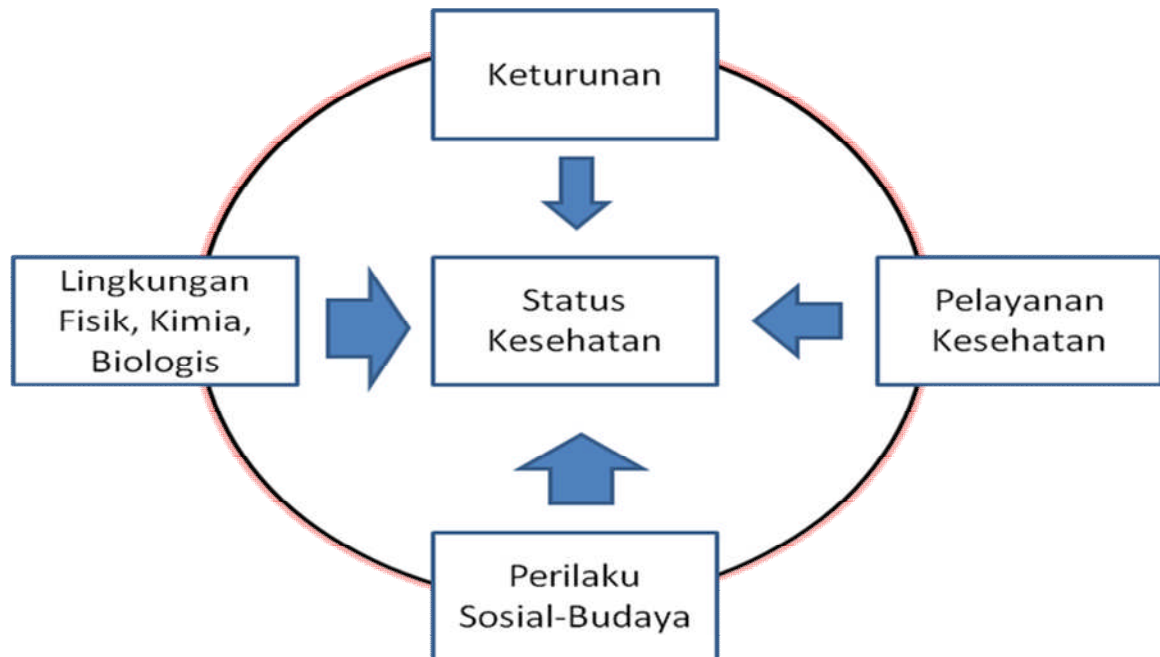 Keturunan
Lingkungan
Fisik, Kimia,
Biologis
Status
Kesehatan
Pelayanan
Kesehatan
Perilaku
Sosial-Budaya